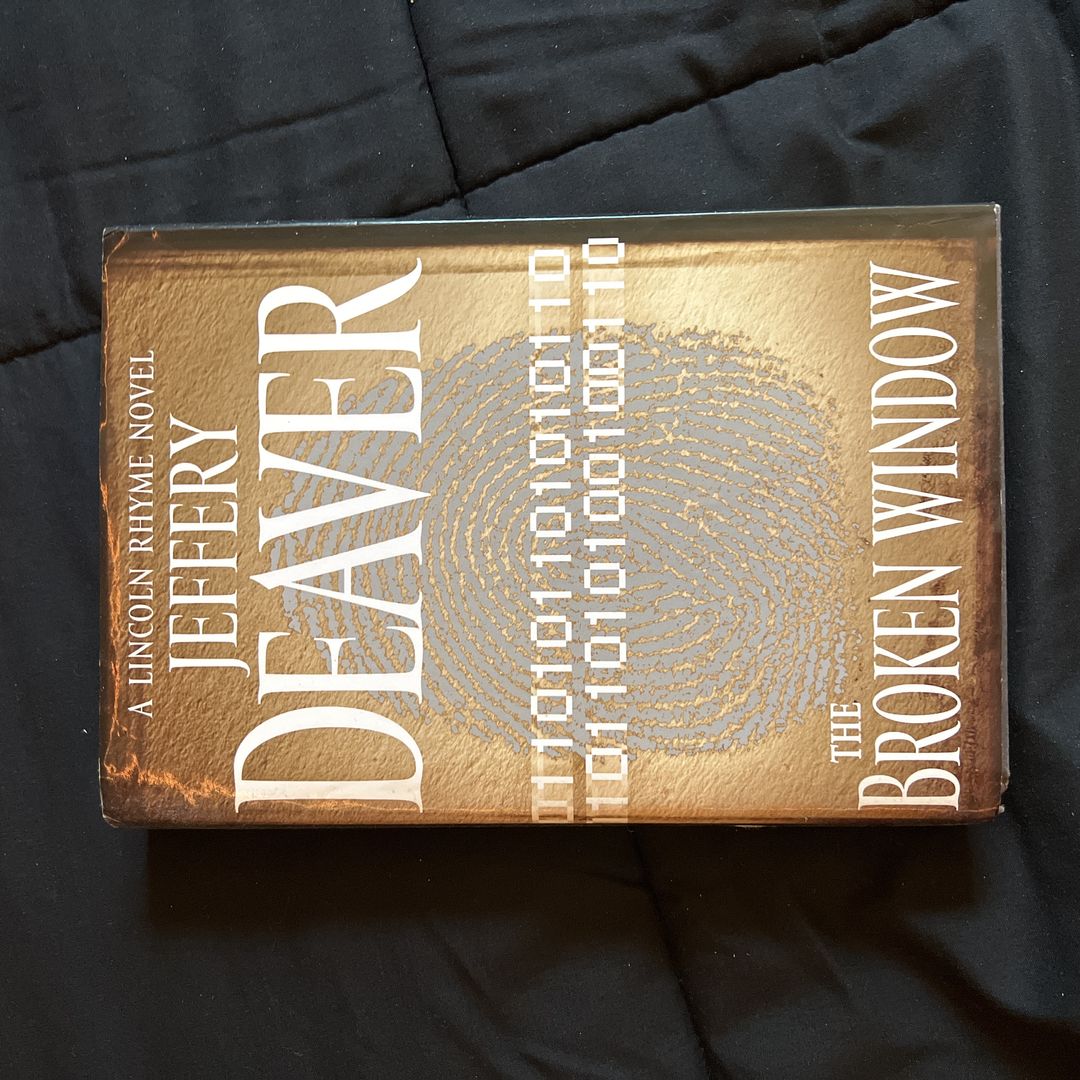 A LINCOLN RHYME NOVEL
JEFFERY
DEAVER
THE
BROKEN WINDOW